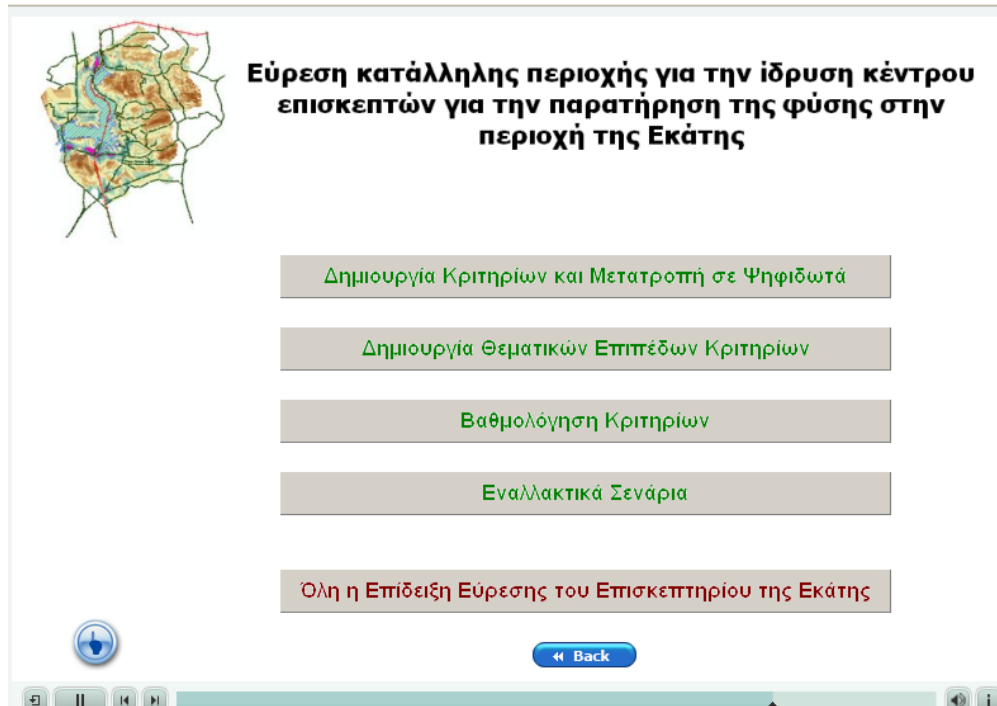 Εύρεση κατάλληλης περιοχής για την ίδρυση κέντρου
επισκεπτών για την παρατήρηση της φύσης στην
περιοχή της Εκάτης
Δημιουργία Κριτηρίων και Μετατροπή σε Ψηφιδωτά
Δημιουργία Θεματικών Επιπέδων Κριτηρίων
Βαθμολόγηση Κριτηρίων
Εναλλακτικά Σενάρια
Όλη η Επίδειξη Εύρεσης του Επισκεπτηρίου της Εκάτης
Back